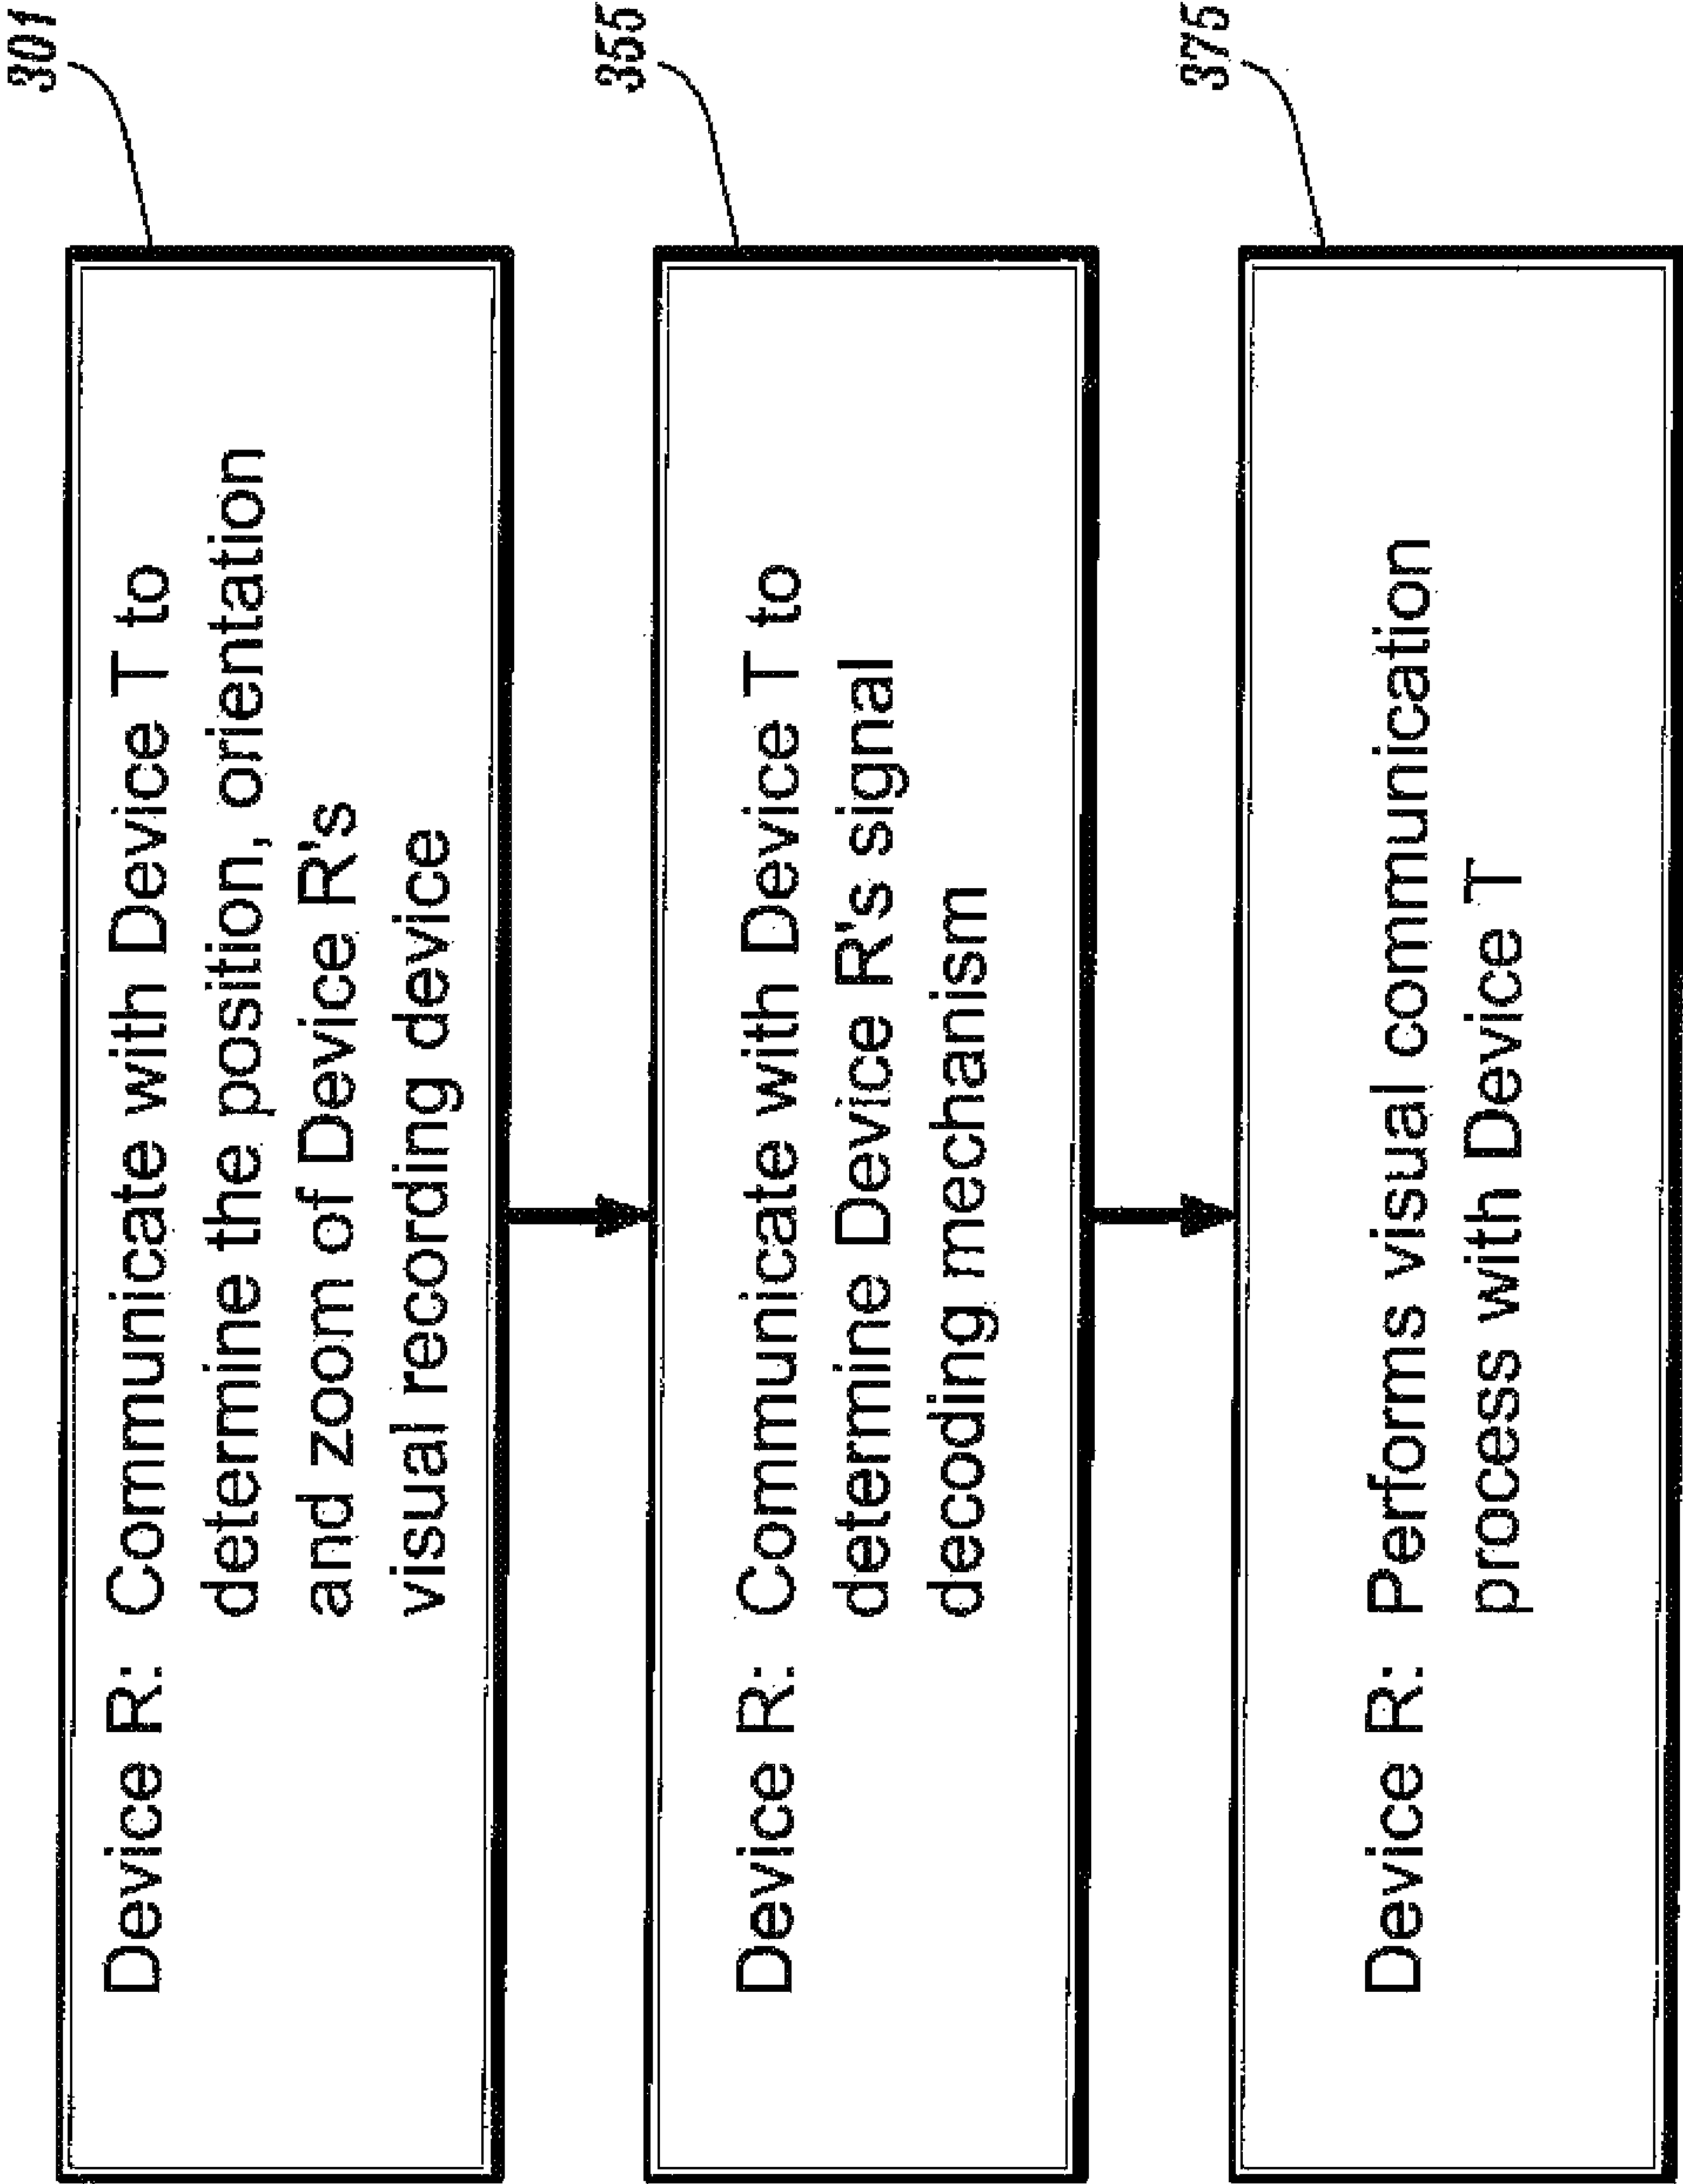 301
Device R: Communicate with Device T to
determine the position, orientation
and zoom of Device R's
visual recording device
355
Device R: Communicate with Device T to
determine Device R's signal
decoding mechanism
375
Device R: Performs visual communication
process with Device T